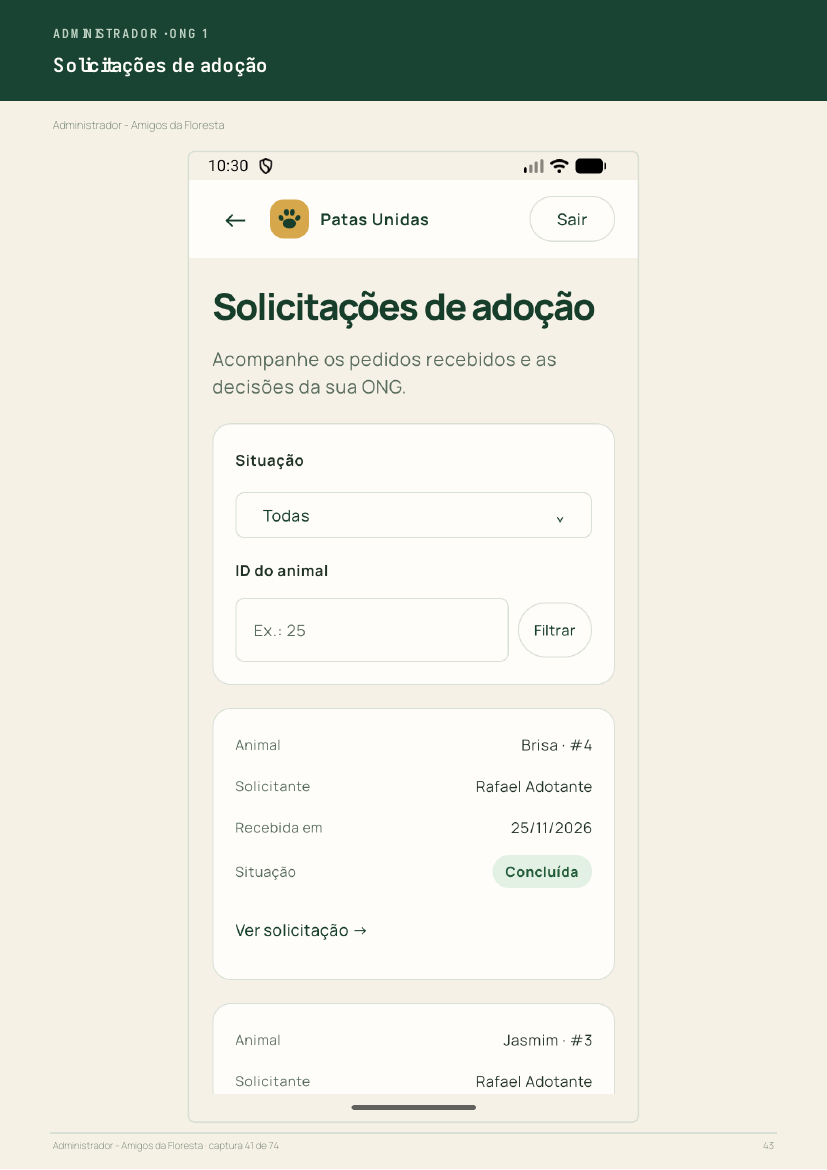 ADMINISTRADOR · ONG 1
Solicitações de adoção
Administrador - Amigos da Floresta
10:30
← Patas Unidas Sair
Solicitações de adoção
Acompanhe os pedidos recebidos e as
decisões da sua ONG.
Situação
Todas
ID do animal
Ex.: 25 Filtrar
Animal Brisa · #4
Solicitante Rafael Adotante
Recebida em 25/11/2026
Situação Concluída
Ver solicitação →
Animal Jasmim · #3
Solicitante Rafael Adotante
Administrador - Amigos da Floresta · captura 41 de 74 43